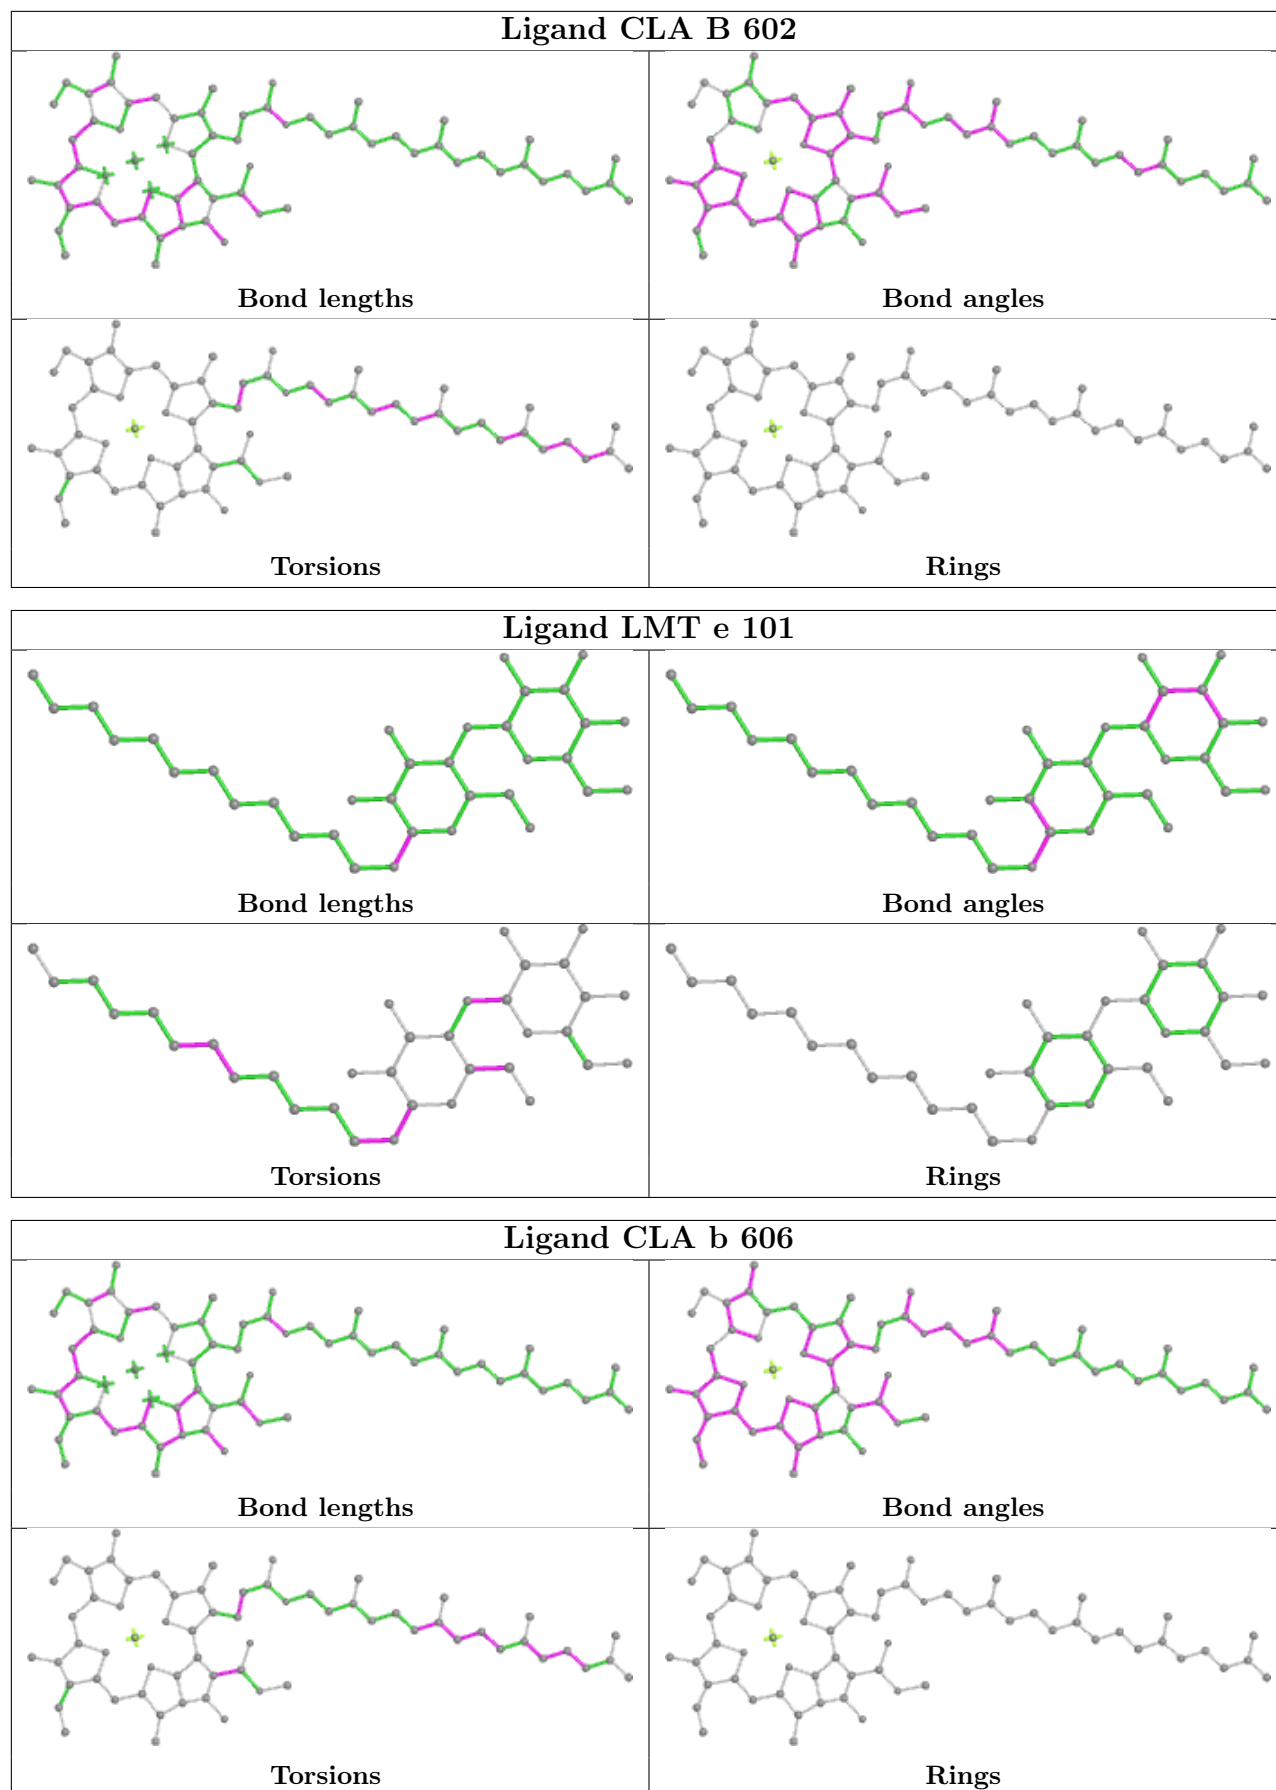 Ligand CLA B 602
Bond lengths
Bond angles
Torsions
Rings
Ligand LMT e 101
Bond lengths
Bond angles
Torsions
Rings
Ligand CLA b 606
Bond lengths
Bond angles
Torsions
Rings